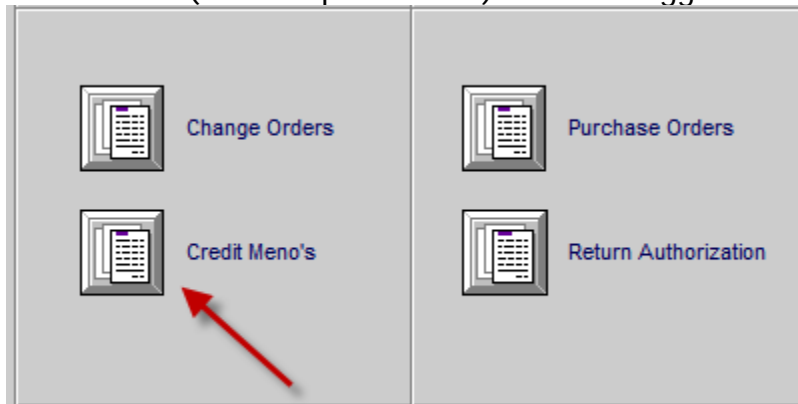 Change Orders
Purchase Orders
Credit Meno's
Return Authorization